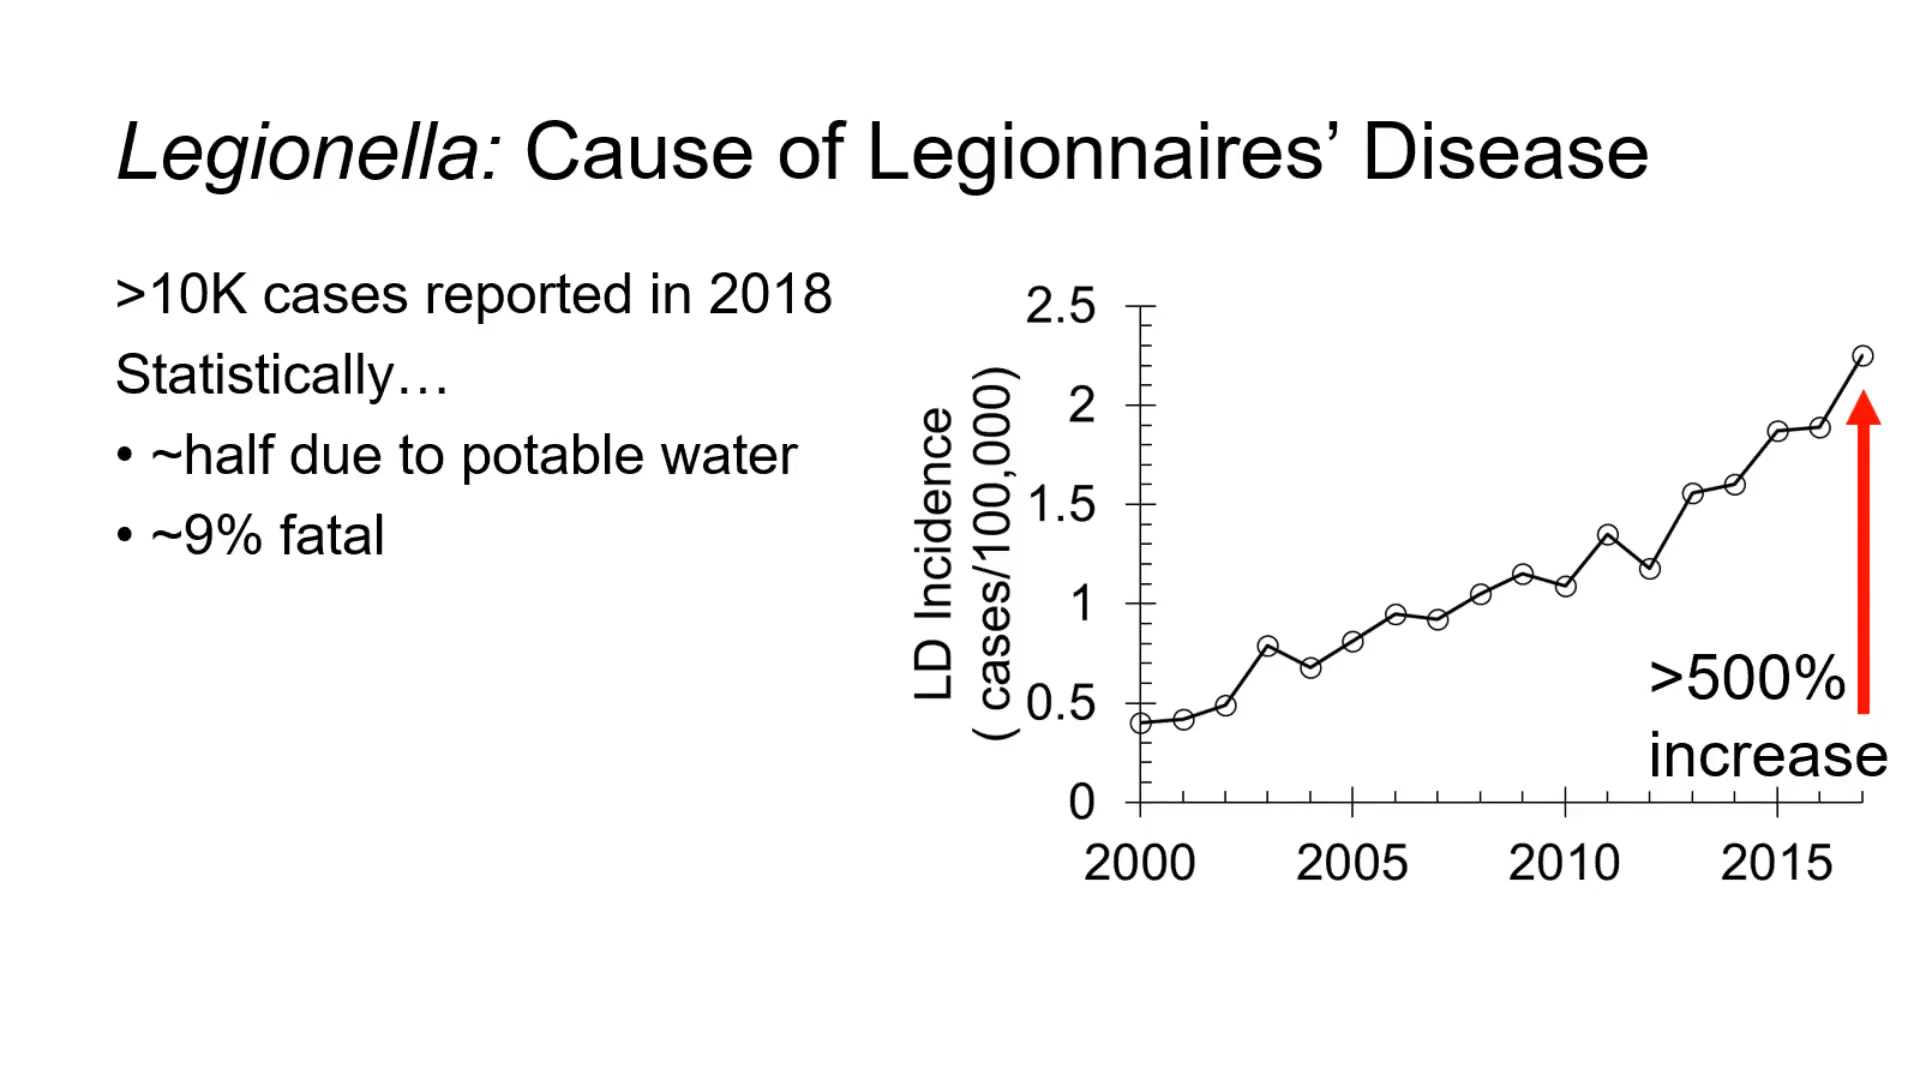 Legionella: Cause of Legionnaires’ Disease
>10K cases reported in 2018
Statistically…
• ~half due to potable water
• ~9% fatal
LD Incidence
( cases/100,000)
2.5
2
1.5
1
0.5
0
2000 2005 2010 2015
>500%
increase